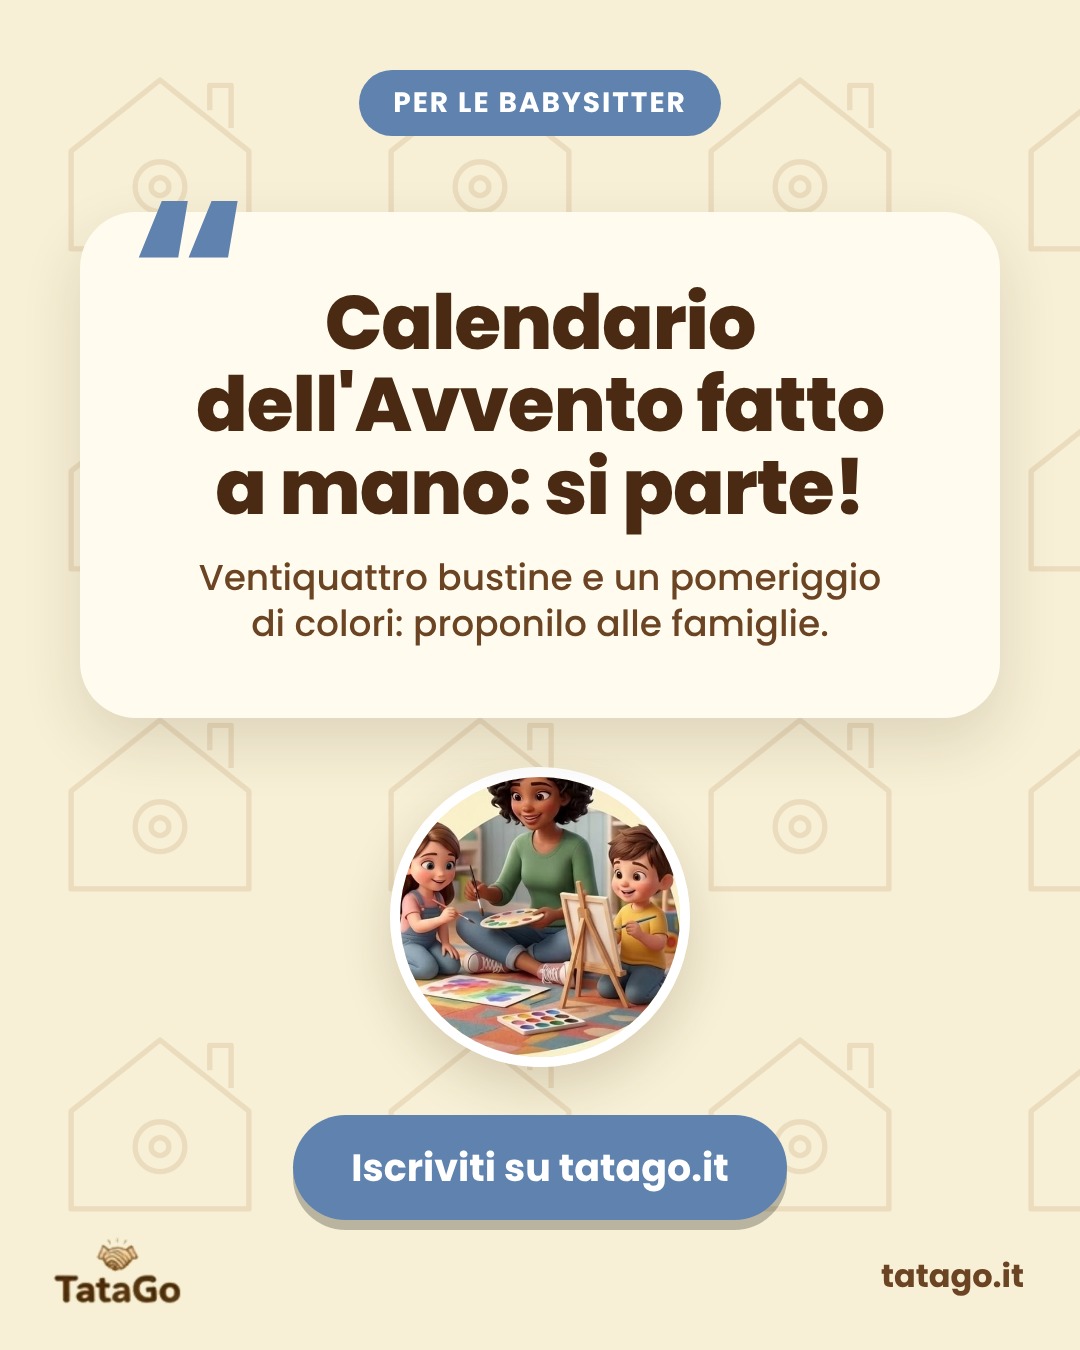 PER LE BABYSITTER
Calendario
dell'Avvento fatto
a mano: si parte!
Ventiquattro bustine e un pomeriggio
di colori: proponilo alle famiglie.
Iscriviti su tatago.it
TataGo
tatago.it